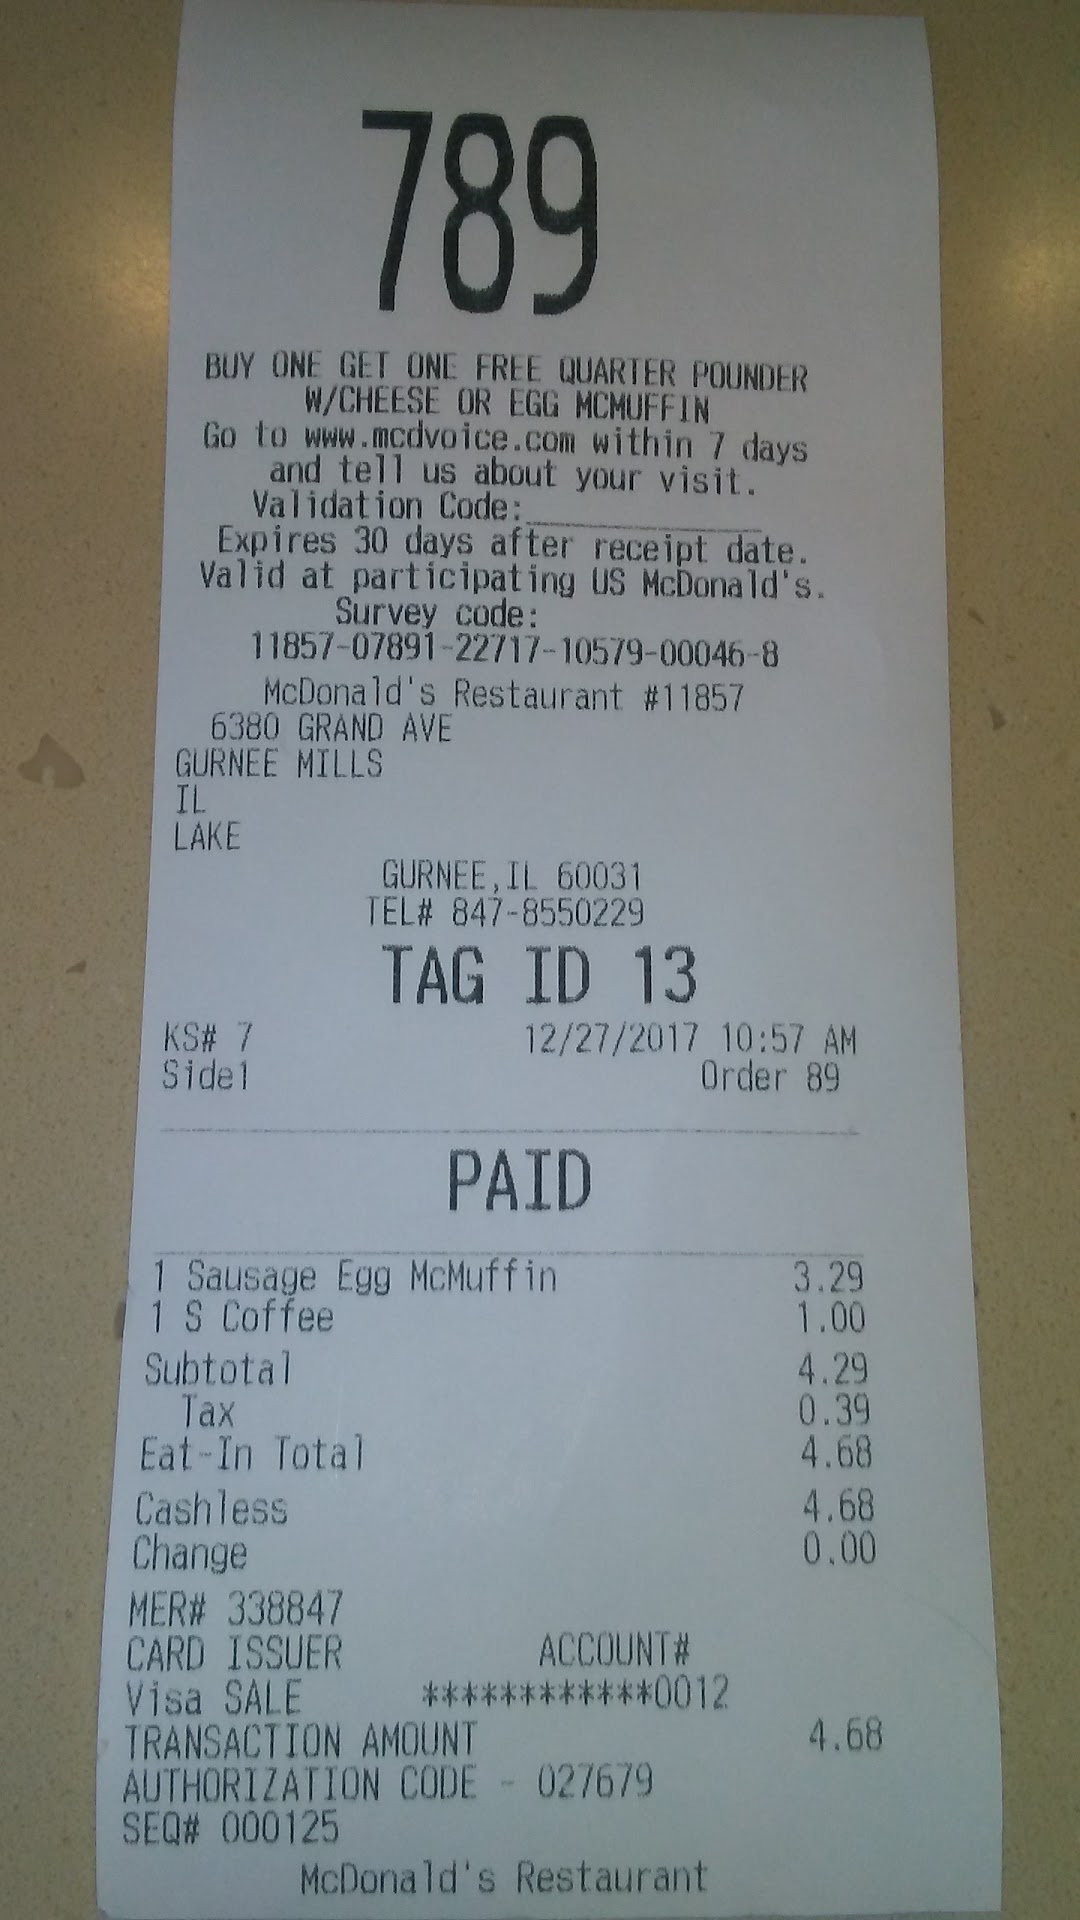 789
BUY ONE GET ONE FREE QUARTER POUNDER
W/CHEESE OR EGG MCMUFFIN
Go to www.mcdvoice.com within 7 days
and tell us about your visit.
Validation Code:____________
Expires 30 days after receipt date.
Valid at participating US McDonald's.
Survey code:
11857-07891-22717-10579-00046-8
McDonald's Restaurant #11857
6380 GRAND AVE
GURNEE MILLS
IL
LAKE
GURNEE,IL 60031
TEL# 847-8550229
TAG ID 13
KS# 7 12/27/2017 10:57 AM
Side1 Order 89
PAID
1 Sausage Egg McMuffin 3.29
1 S Coffee 1.00
Subtotal 4.29
Tax 0.39
Eat-In Total 4.68
Cashless 4.68
Change 0.00
MER# 338847
CARD ISSUER ACCOUNT#
Visa SALE ************0012
TRANSACTION AMOUNT 4.68
AUTHORIZATION CODE - 027679
SEQ# 000125
McDonald's Restaurant